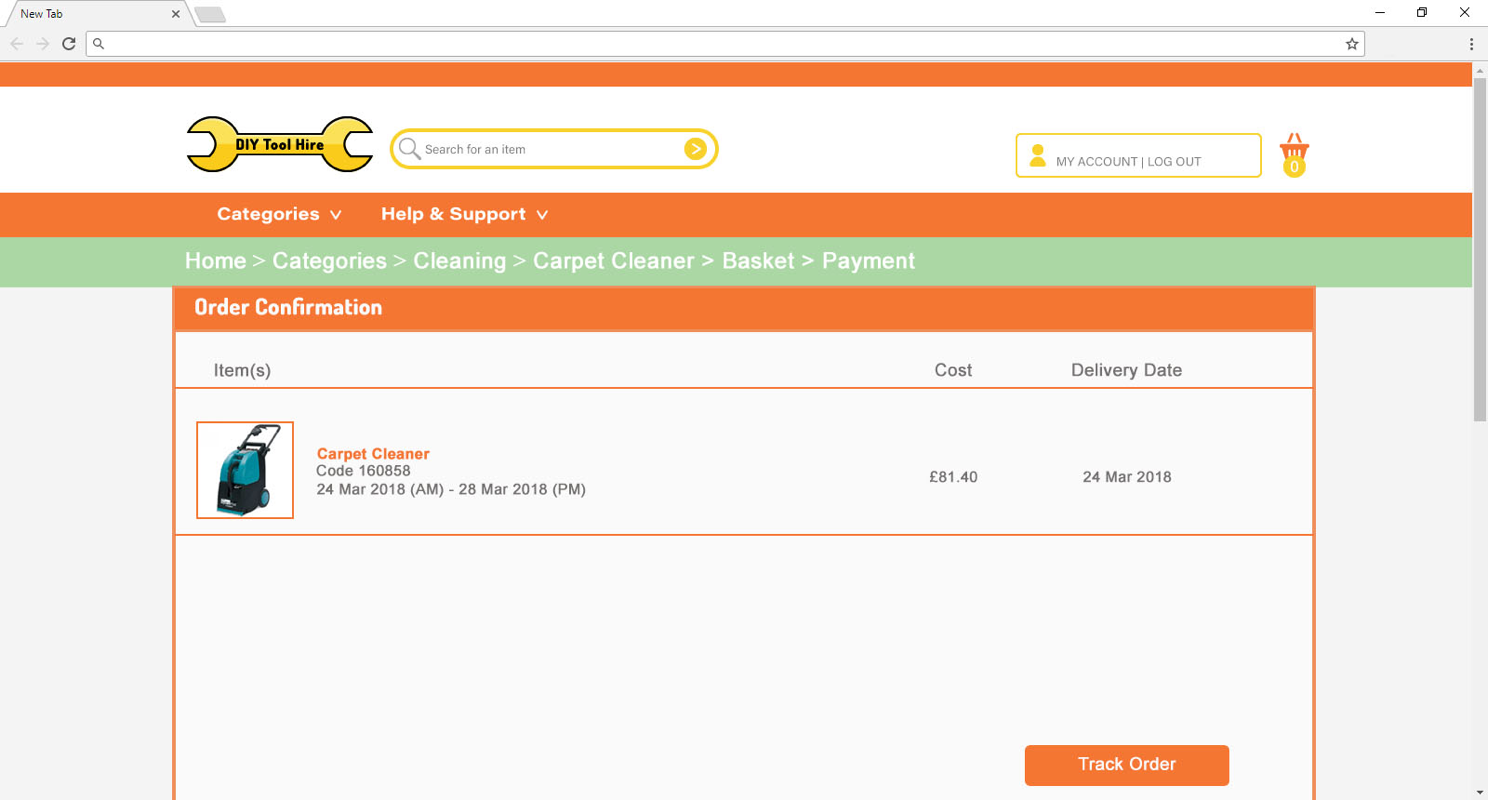 New Tab
DIY Tool Hire
Search for an item
MY ACCOUNT | LOG OUT
0
Categories
Help & Support
Home > Categories > Cleaning > Carpet Cleaner > Basket > Payment
Order Confirmation
Item(s) Cost Delivery Date
Carpet Cleaner
Code 160858
24 Mar 2018 (AM) - 28 Mar 2018 (PM)
£81.40
24 Mar 2018
Track Order